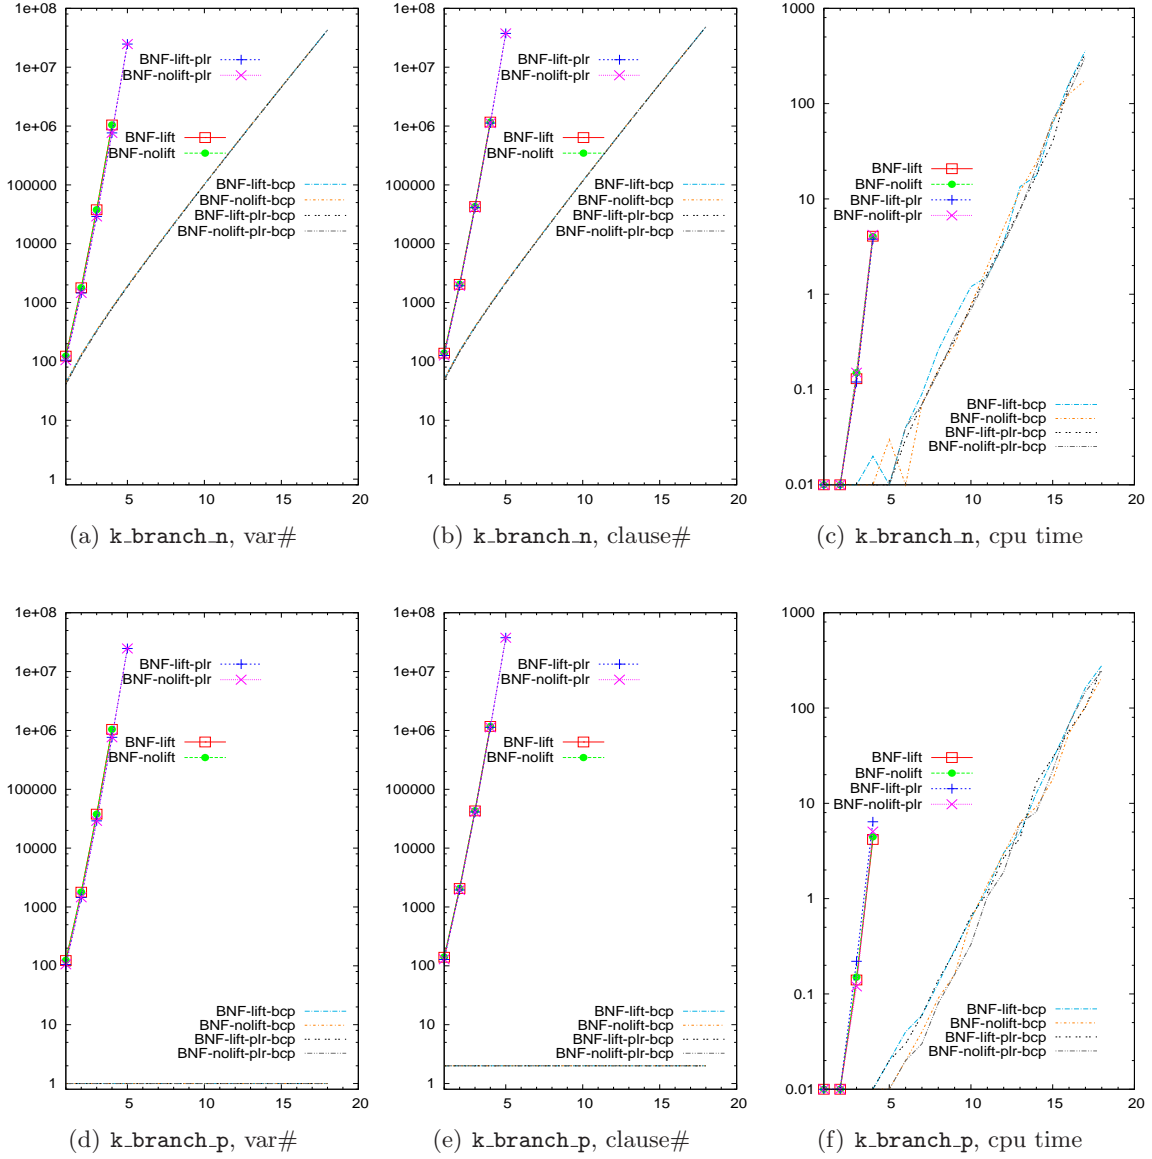 1e+08
1e+07
1e+06
100000
10000
1000
100
10
1
5
10
15
20
BNF-lift-plr
BNF-nolift-plr
BNF-lift
BNF-nolift
BNF-lift-bcp
BNF-nolift-bcp
BNF-lift-plr-bcp
BNF-nolift-plr-bcp
(a) k_branch_n, var#
1e+08
1e+07
1e+06
100000
10000
1000
100
10
1
5
10
15
20
BNF-lift-plr
BNF-nolift-plr
BNF-lift
BNF-nolift
BNF-lift-bcp
BNF-nolift-bcp
BNF-lift-plr-bcp
BNF-nolift-plr-bcp
(b) k_branch_n, clause#
1000
100
10
1
0.1
0.01
5
10
15
20
BNF-lift
BNF-nolift
BNF-lift-plr
BNF-nolift-plr
BNF-lift-bcp
BNF-nolift-bcp
BNF-lift-plr-bcp
BNF-nolift-plr-bcp
(c) k_branch_n, cpu time
1e+08
1e+07
1e+06
100000
10000
1000
100
10
1
5
10
15
20
BNF-lift-plr
BNF-nolift-plr
BNF-lift
BNF-nolift
BNF-lift-bcp
BNF-nolift-bcp
BNF-lift-plr-bcp
BNF-nolift-plr-bcp
(d) k_branch_p, var#
1e+08
1e+07
1e+06
100000
10000
1000
100
10
1
5
10
15
20
BNF-lift-plr
BNF-nolift-plr
BNF-lift
BNF-nolift
BNF-lift-bcp
BNF-nolift-bcp
BNF-lift-plr-bcp
BNF-nolift-plr-bcp
(e) k_branch_p, clause#
1000
100
10
1
0.1
0.01
5
10
15
20
BNF-lift
BNF-nolift
BNF-lift-plr
BNF-nolift-plr
BNF-lift-bcp
BNF-nolift-bcp
BNF-lift-plr-bcp
BNF-nolift-plr-bcp
(f) k_branch_p, cpu time